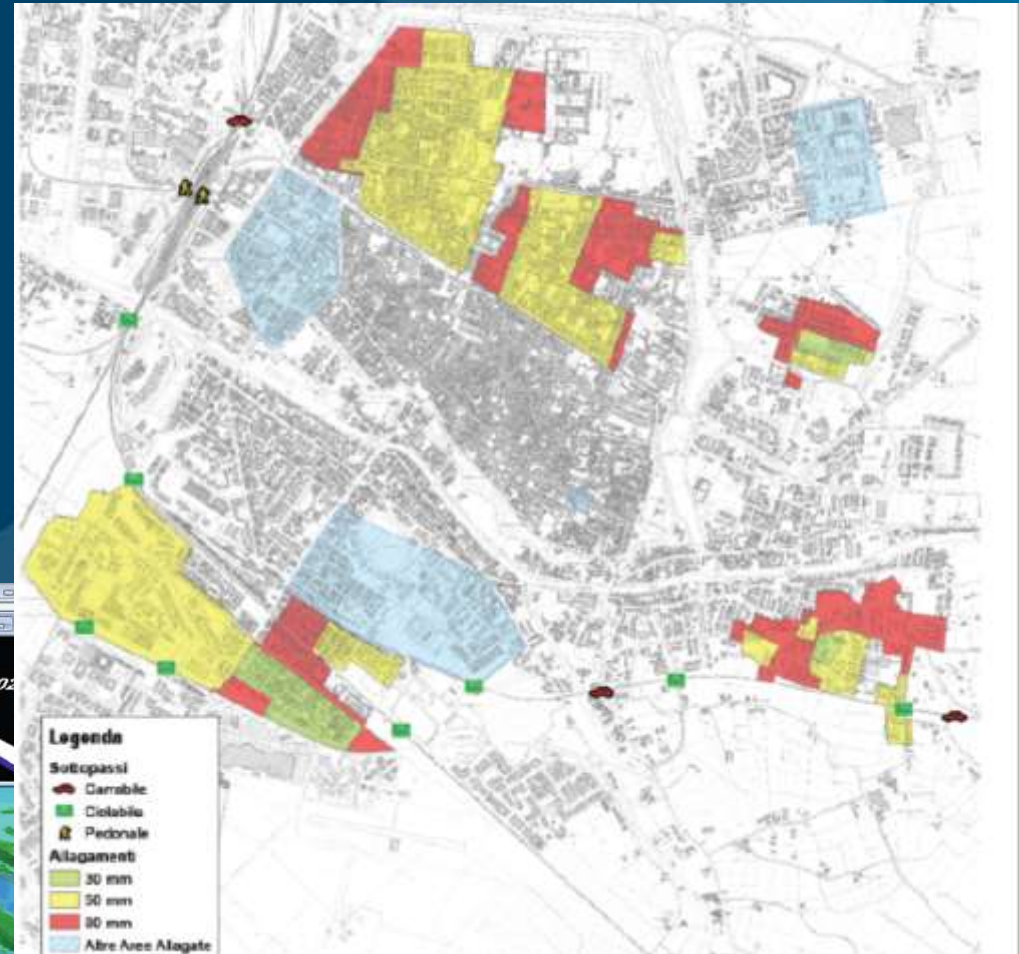 Legenda
Sottopassi
Carrabile
Ciclabile
Pedonale
Allagamenti
30 mm
50 mm
80 mm
Altre Aree Allagate